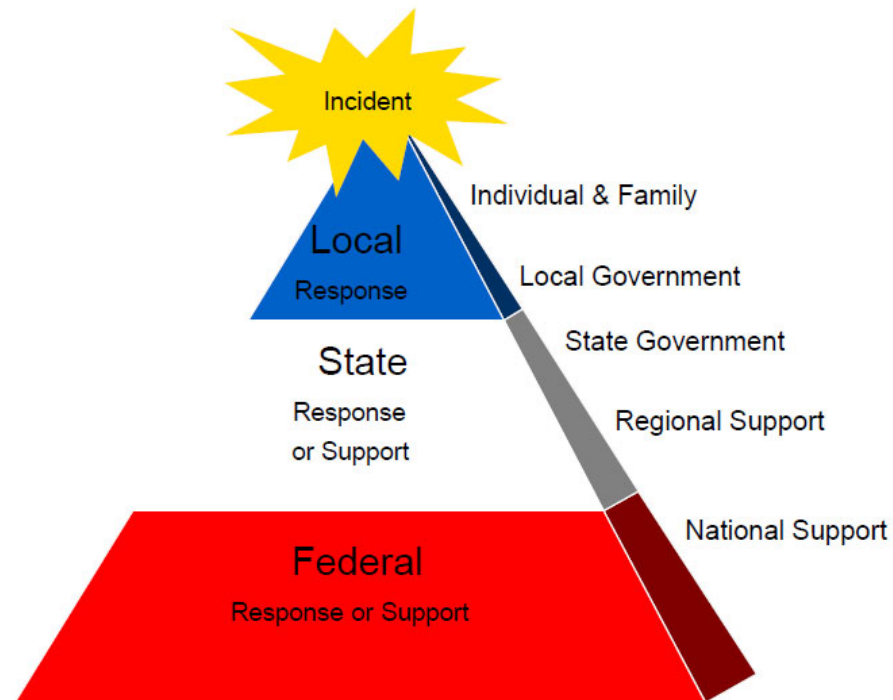 Incident
Individual & Family
Local
Response
Local Government
State Government
State
Response
or Support
Regional Support
National Support
Federal
Response or Support